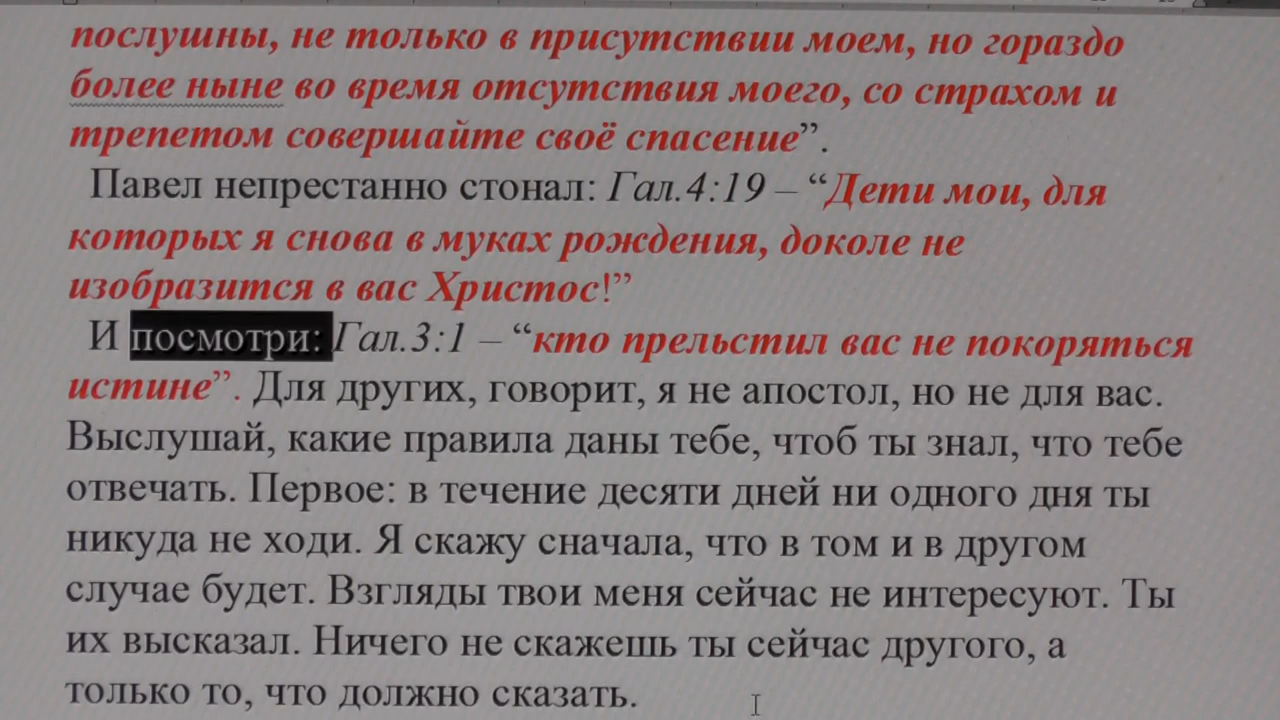 послушны, не только в присутствии моем, но гораздо
более ныне во время отсутствия моего, со страхом и
трепетом совершайте своё спасение”.
Павел непрестанно стонал: Гал.4:19 – “Дети мои, для
которых я снова в муках рождения, доколе не
изобразится в вас Христос!”
И посмотри: Гал.3:1 – “кто прельстил вас не покоряться
истине”. Для других, говорит, я не апостол, но не для вас.
Выслушай, какие правила даны тебе, чтоб ты знал, что тебе
отвечать. Первое: в течение десяти дней ни одного дня ты
никуда не ходи. Я скажу сначала, что в том и в другом
случае будет. Взгляды твои меня сейчас не интересуют. Ты
их высказал. Ничего не скажешь ты сейчас другого, а
только то, что должно сказать.